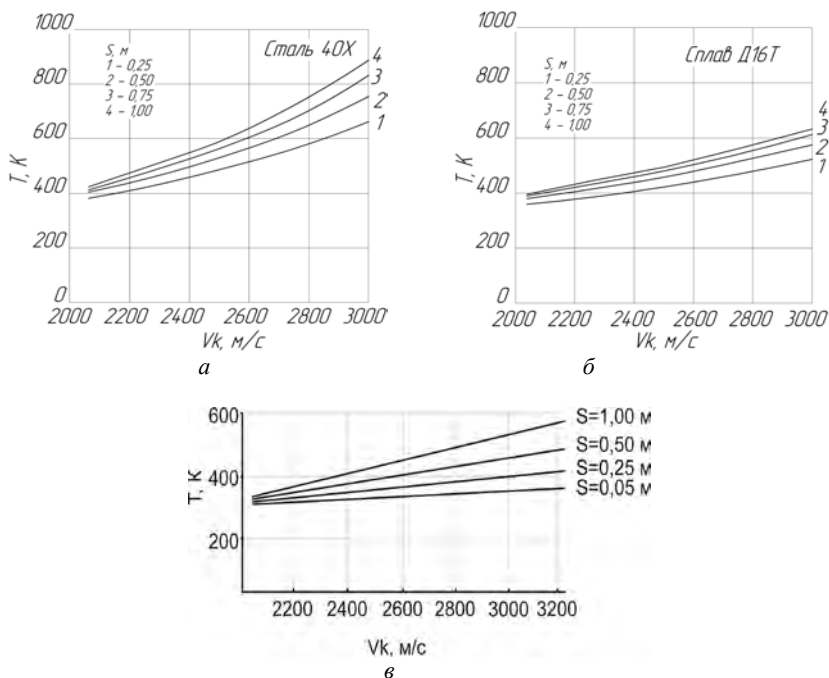 1000
800
600
400
200
0
T, К
S, м
1 – 0,25
2 – 0,50
3 – 0,75
4 – 1,00
Сталь 40Х
4
3
2
1
2000 2200 2400 2600 2800 3000
Vk, м/с
а
1000
800
600
400
200
0
T, К
S, м
1 – 0,25
2 – 0,50
3 – 0,75
4 – 1,00
Сплав Д16Т
4
3
2
1
2000 2200 2400 2600 2800 3000
Vk, м/с
б
600
400
200
T, К
S=1,00 м
S=0,50 м
S=0,25 м
S=0,05 м
2200 2400 2600 2800 3000 3200
Vk, м/с
в